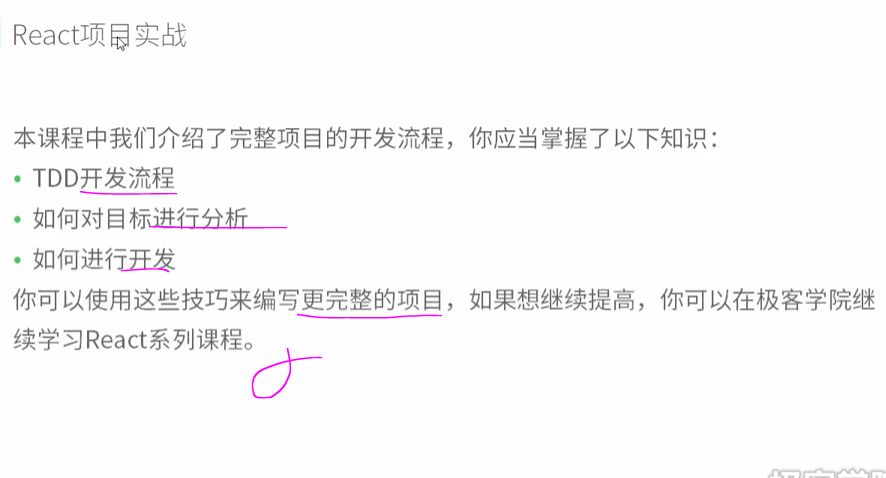 React项目实战
本课程中我们介绍了完整项目的开发流程，你应当掌握了以下知识：
• TDD开发流程
• 如何对目标进行分析
• 如何进行开发
你可以使用这些技巧来编写更完整的项目，如果想继续提高，你可以在极客学院继
续学习React系列课程。